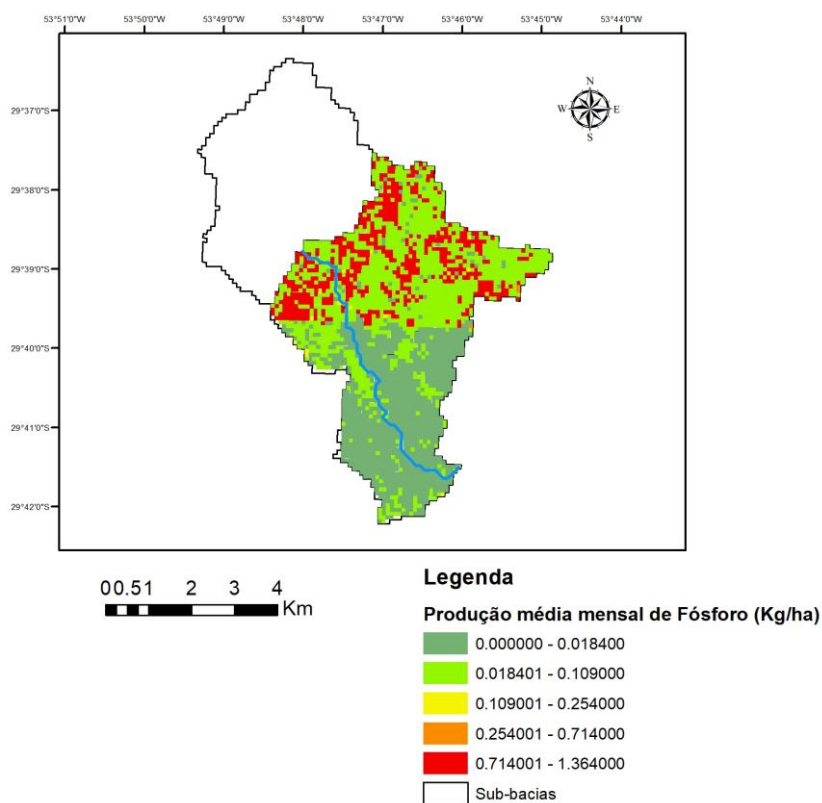 53°51'0"W 53°50'0"W 53°49'0"W 53°48'0"W 53°47'0"W 53°46'0"W 53°45'0"W 53°44'0"W
N
W E
S
29°37'0"S
29°38'0"S
29°39'0"S
29°40'0"S
29°41'0"S
29°42'0"S
0 0.5 1 2 3 4
Km
Legenda
Produção média mensal de Fósforo (Kg/ha)
0.000000 - 0.018400
0.018401 - 0.109000
0.109001 - 0.254000
0.254001 - 0.714000
0.714001 - 1.364000
Sub-bacias